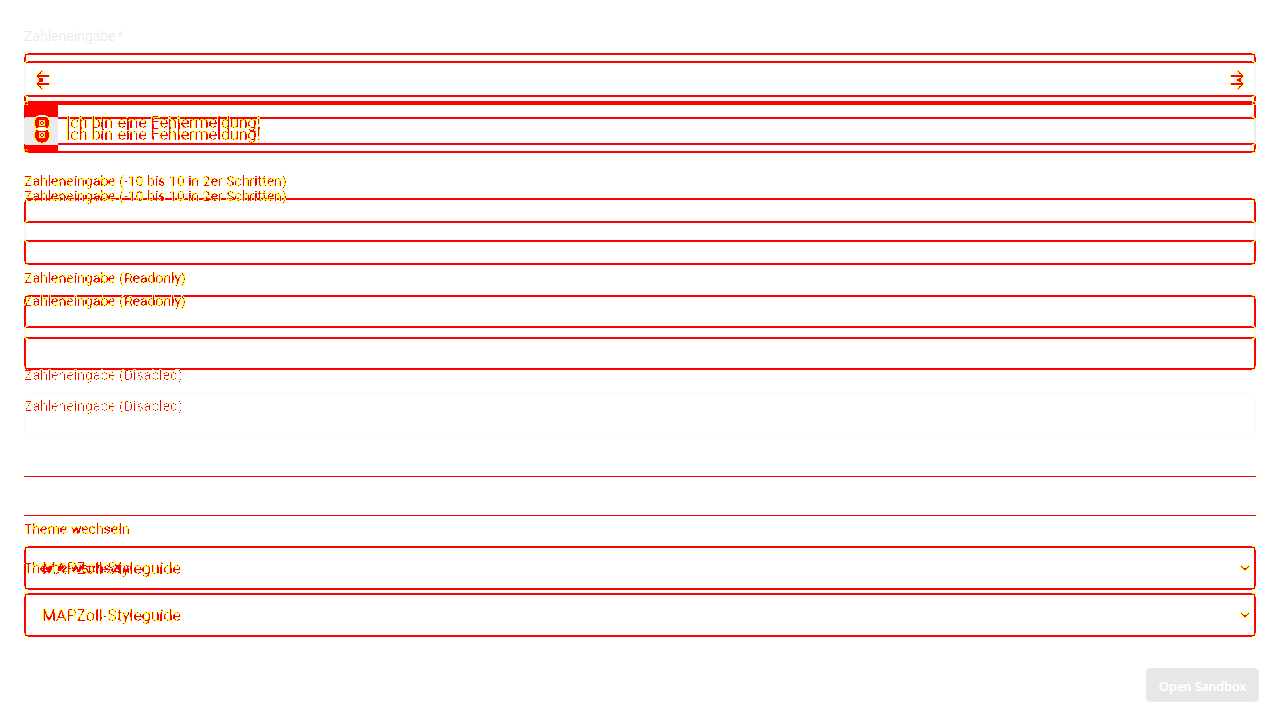 Zahleneingabe*
Ich bin eine Fehlermeldung!
Ich bin eine Fehlermeldung!
Zahleneingabe (-10 bis 10 in 2er Schritten)
Zahleneingabe (-10 bis 10 in 2er Schritten)
Zahleneingabe (Readonly)
Zahleneingabe (Readonly)
Zahleneingabe (Disabled)
Zahleneingabe (Disabled)
Theme wechseln
Theme wechseln
MAPZoll-Styleguide
MAPZoll-Styleguide
Open Sandbox